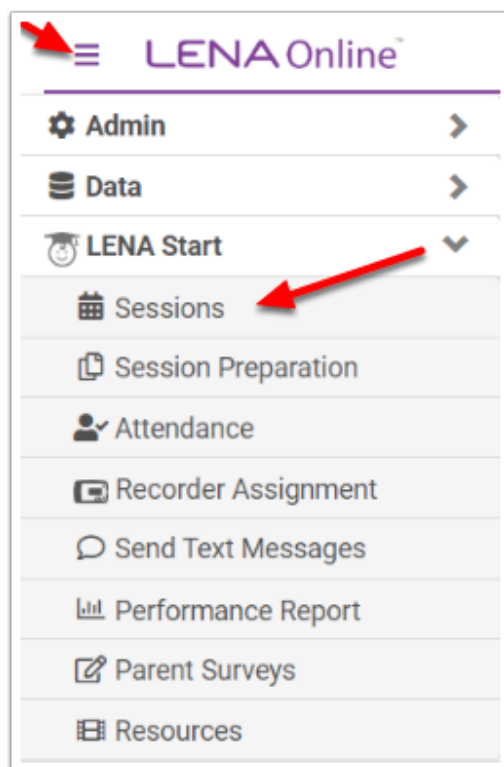 LENA Online™
Admin
Data
LENA Start
Sessions
Session Preparation
Attendance
Recorder Assignment
Send Text Messages
Performance Report
Parent Surveys
Resources